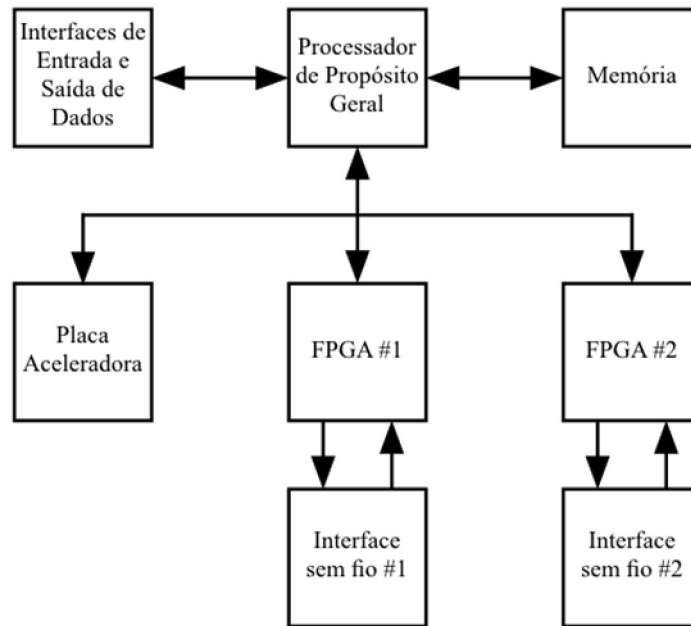 Interfaces de
Entrada e
Saída de
Dados
Processador
de Propósito
Geral
Memória
Placa
Aceleradora
FPGA #1
FPGA #2
Interface
sem fio #1
Interface
sem fio #2